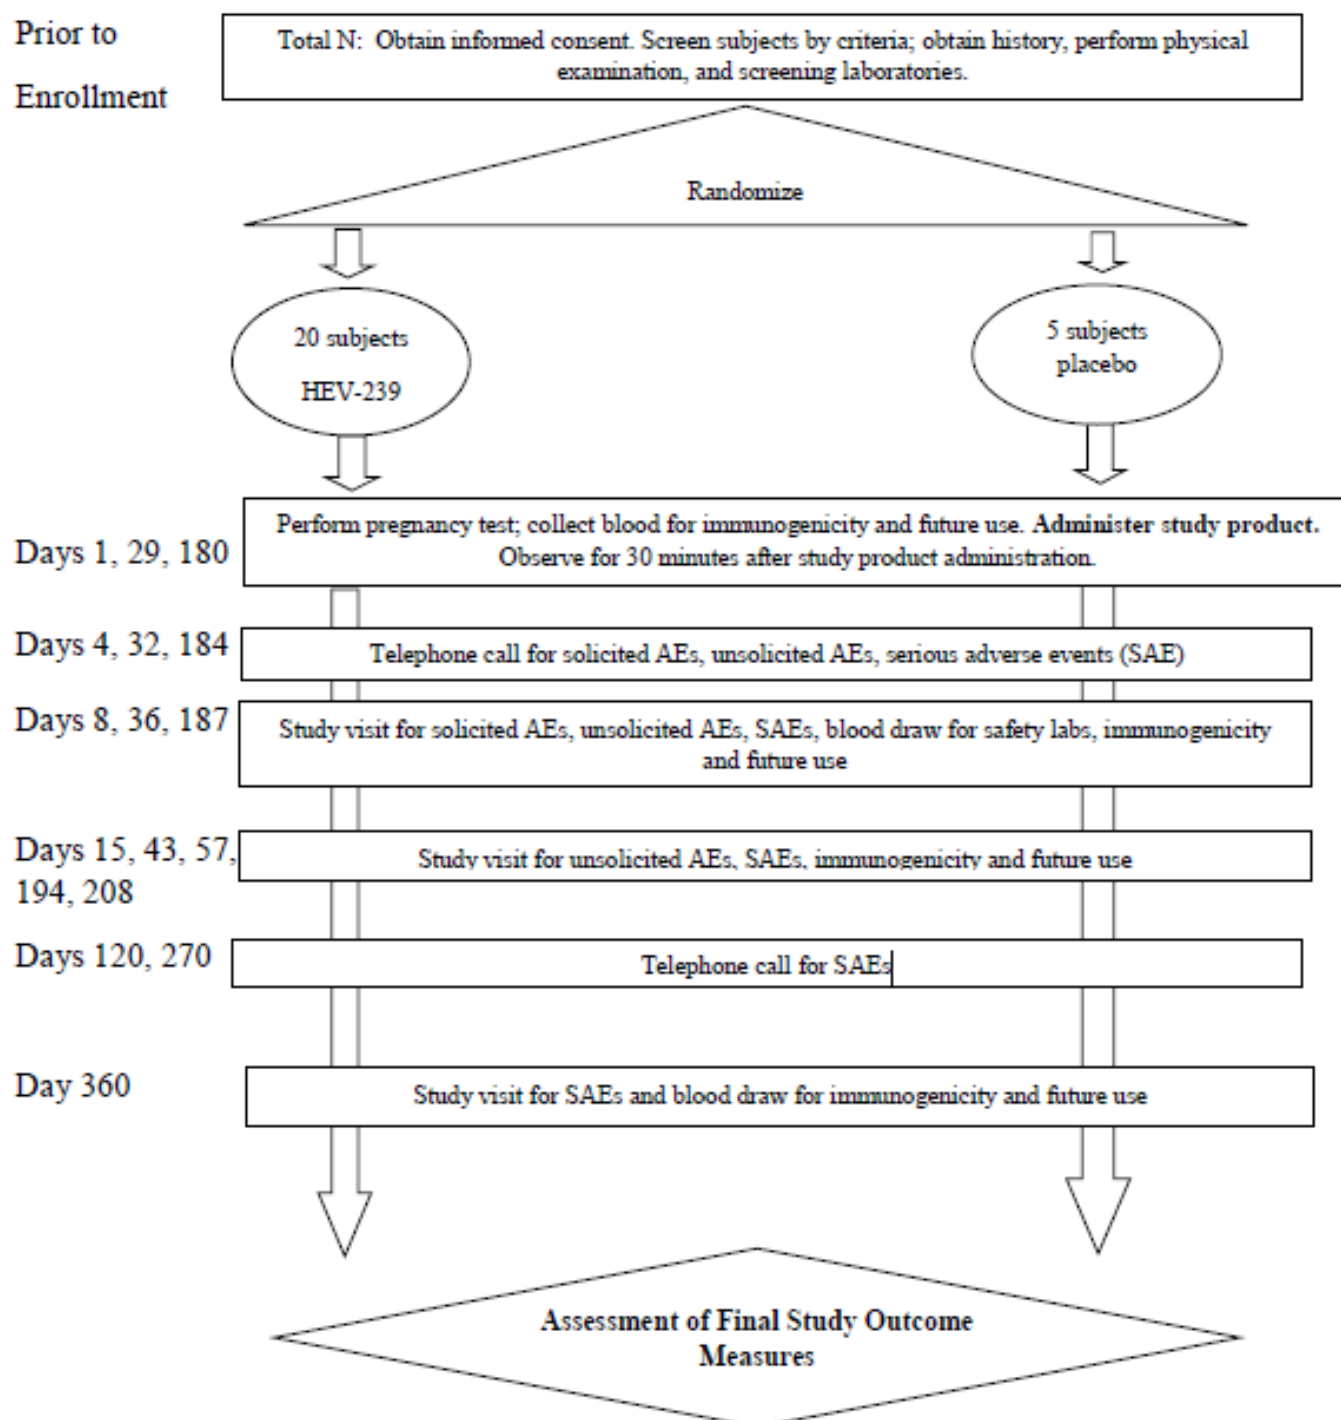 Prior to
Enrollment
Total N:  Obtain informed consent. Screen subjects by criteria; obtain history, perform physical
examination, and screening laboratories.
Randomize
20 subjects
HEV-239
5 subjects
placebo
Days 1, 29, 180
Perform pregnancy test; collect blood for immunogenicity and future use. Administer study product.
Observe for 30 minutes after study product administration.
Days 4, 32, 184
Telephone call for solicited AEs, unsolicited AEs, serious adverse events (SAE)
Days 8, 36, 187
Study visit for solicited AEs, unsolicited AEs, SAEs, blood draw for safety labs, immunogenicity
and future use
Days 15, 43, 57,
194, 208
Study visit for unsolicited AEs, SAEs, immunogenicity and future use
Days 120, 270
Telephone call for SAEs
Day 360
Study visit for SAEs and blood draw for immunogenicity and future use
Assessment of Final Study Outcome
Measures